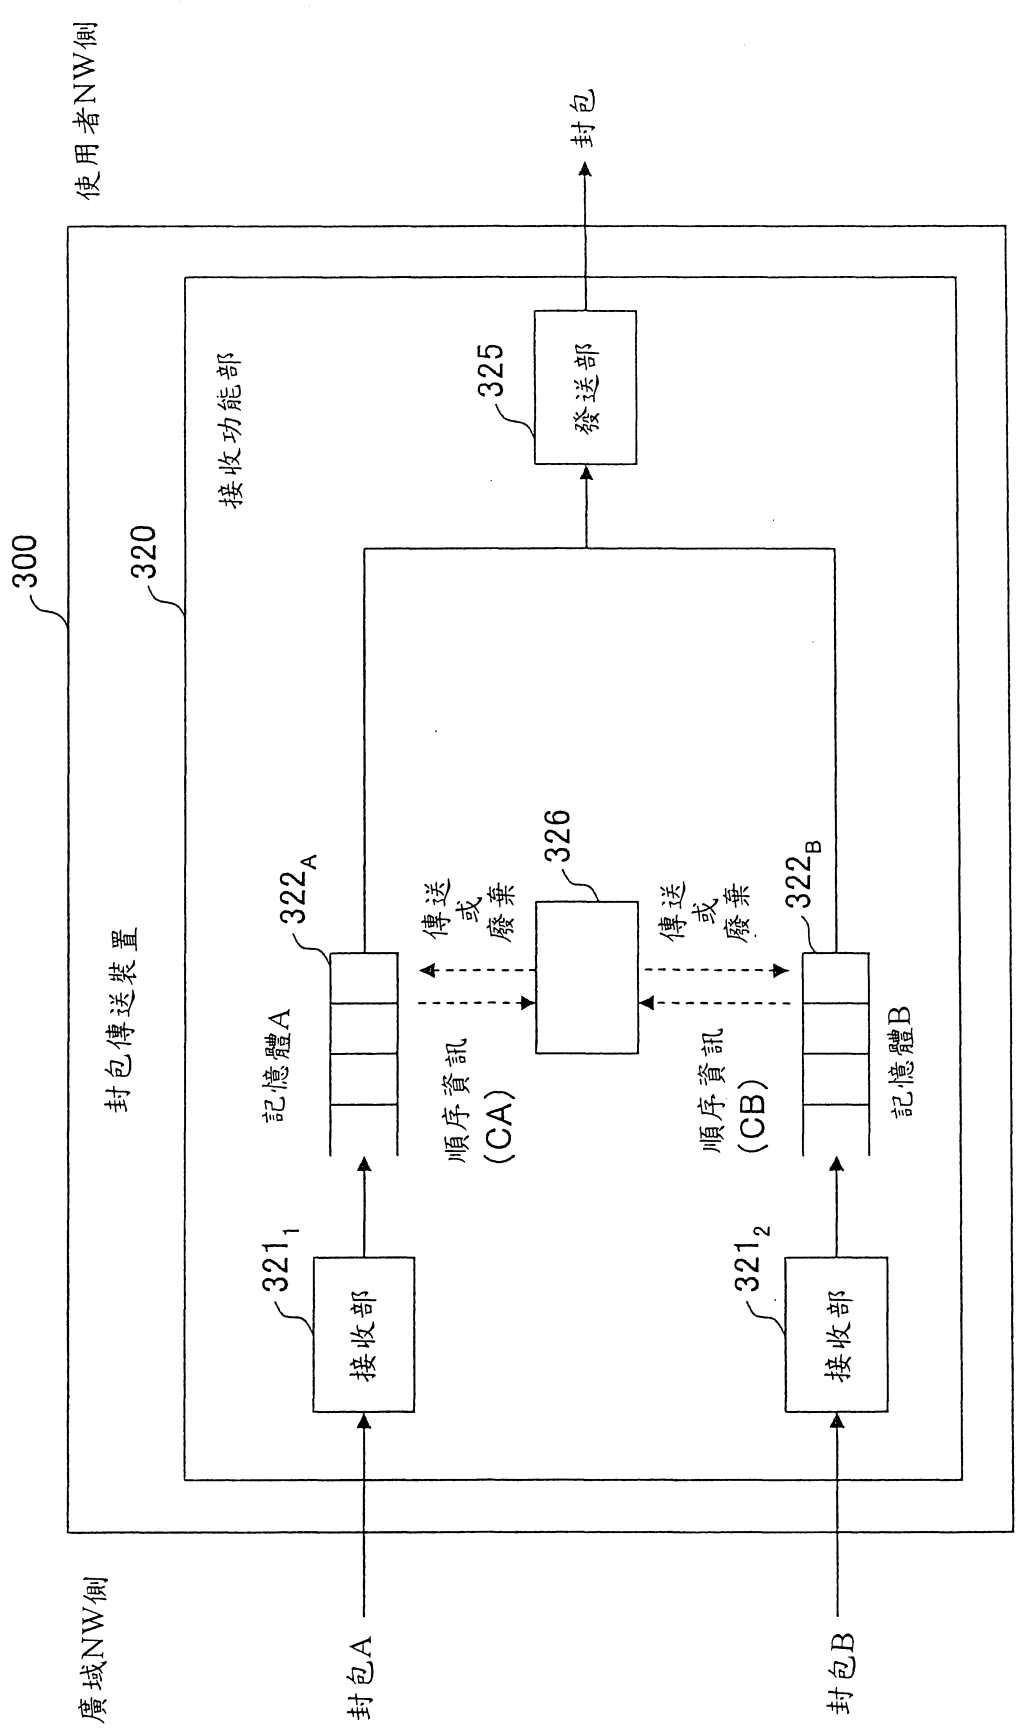 廣域NW側
使用者NW側
300
封包傳送裝置
320
接收功能部
封包A
321₁
接收部
記憶體A
322_A
順序資訊
(CA)
傳送
或
廢棄
326
325
發送部
封包
順序資訊
(CB)
傳送
或
廢棄
封包B
321₂
接收部
322_B
記憶體B